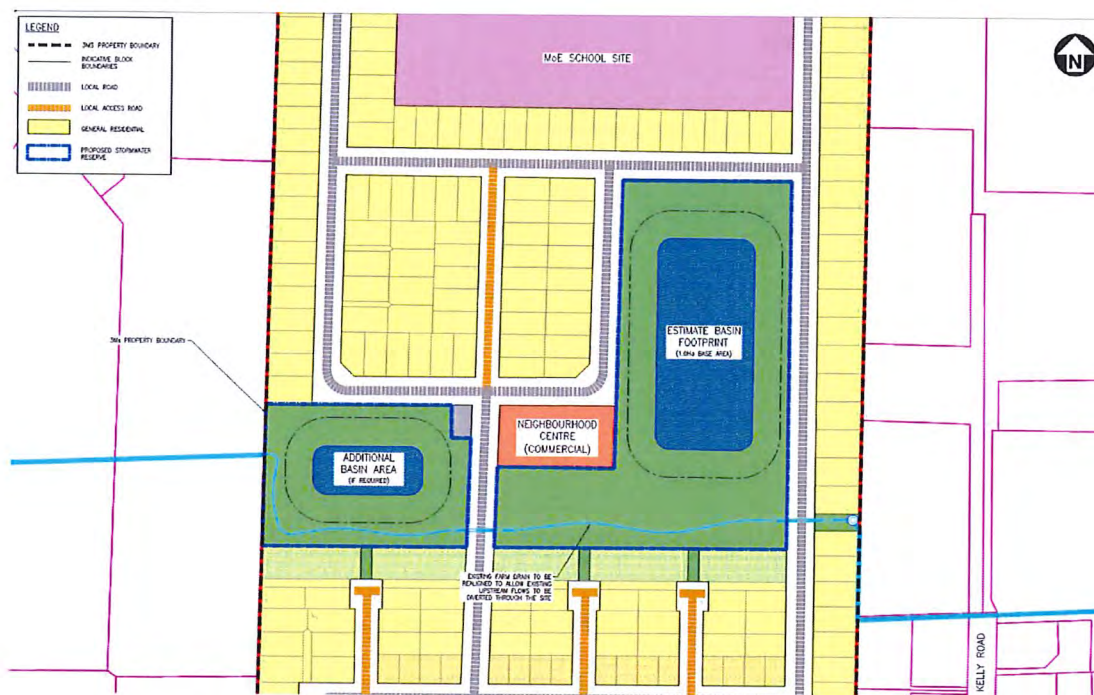 LEGEND
3MS PROPERTY BOUNDARY
INDICATIVE BLOCK
BOUNDARIES
LOCAL ROAD
LOCAL ACCESS ROAD
GENERAL RESIDENTIAL
PROPOSED STORMWATER
RESERVE
MoE SCHOOL SITE
N
ESTIMATE BASIN
FOOTPRINT
(1.0Ha BASE AREA)
3Ms PROPERTY BOUNDARY
NEIGHBOURHOOD
CENTRE
(COMMERCIAL)
ADDITIONAL
BASIN AREA
(IF REQUIRED)
EXISTING FARM DRAIN TO BE
REALIGNED TO ALLOW EXISTING
UPSTREAM FLOWS TO BE
DIVERTED THROUGH THE SITE
KELLY ROAD